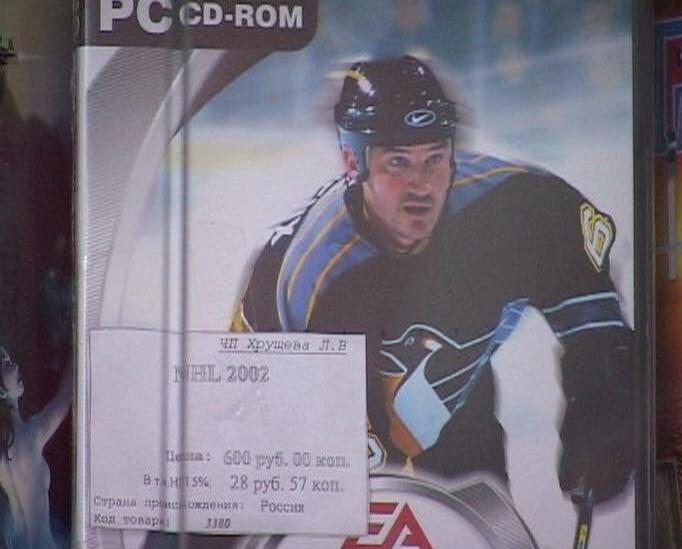 PC CD-ROM
6
ЧП Хрущева Л.В
NHL 2002
Цена: 600 руб. 00 коп.
В т.ч.НП 5%: 28 руб. 57 коп.
Страна происхождения: Россия
Код товара: 3380
EA